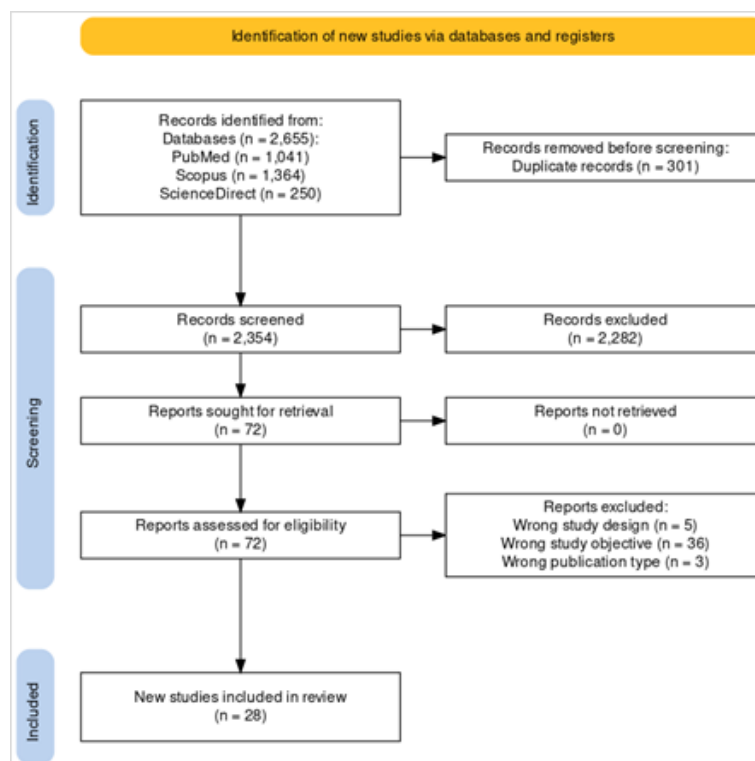 Identification of new studies via databases and registers
Identification
Records identified from:
Databases (n = 2,655):
PubMed (n = 1,041)
Scopus (n = 1,364)
ScienceDirect (n = 250)
Records removed before screening:
Duplicate records (n = 301)
Screening
Records screened
(n = 2,354)
Records excluded
(n = 2,282)
Reports sought for retrieval
(n = 72)
Reports not retrieved
(n = 0)
Reports assessed for eligibility
(n = 72)
Reports excluded:
Wrong study design (n = 5)
Wrong study objective (n = 36)
Wrong publication type (n = 3)
Included
New studies included in review
(n = 28)